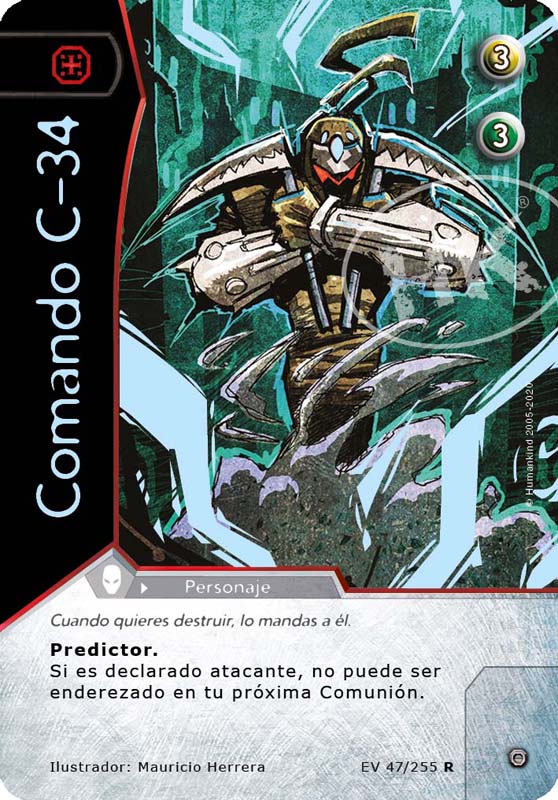 Comando C-34
3
3
®
© Humankind 2005-2020
Personaje
Cuando quieres destruir, lo mandas a él.
Predictor.
Si es declarado atacante, no puede ser
enderezado en tu próxima Comunión.
Ilustrador: Mauricio Herrera
EV 47/255 R